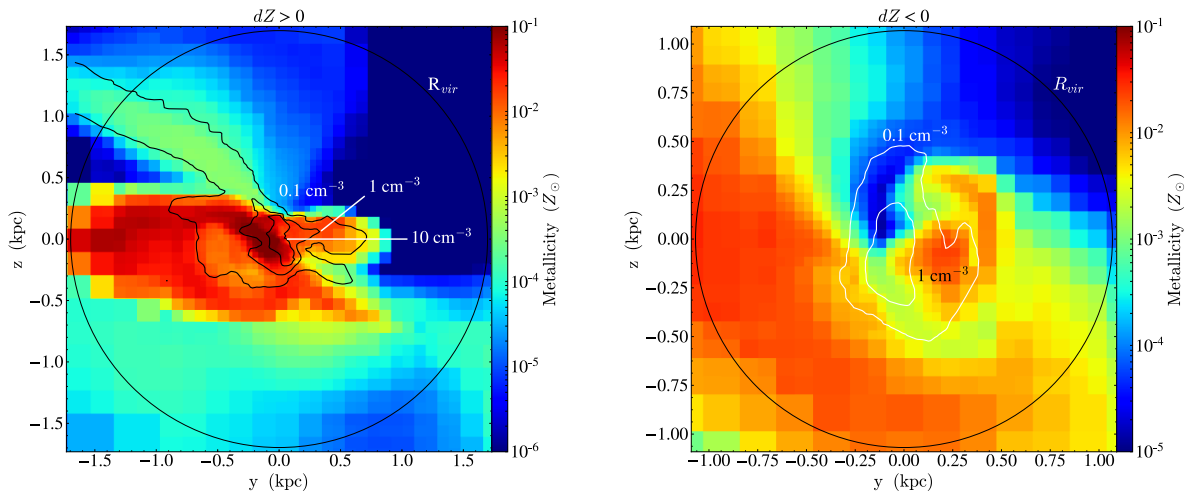 dZ > 0
R_vir
0.1 cm⁻³
1 cm⁻³
10 cm⁻³
1.5
1.0
0.5
0.0
−0.5
−1.0
−1.5
z (kpc)
−1.5 −1.0 −0.5 0.0 0.5 1.0 1.5
y (kpc)
10⁻¹
10⁻²
10⁻³
10⁻⁴
10⁻⁵
10⁻⁶
Metallicity (Z☉)
dZ < 0
R_vir
0.1 cm⁻³
1 cm⁻³
1.00
0.75
0.50
0.25
0.00
−0.25
−0.50
−0.75
−1.00
z (kpc)
−1.00 −0.75 −0.50 −0.25 0.00 0.25 0.50 0.75 1.00
y (kpc)
10⁻¹
10⁻²
10⁻³
10⁻⁴
10⁻⁵
Metallicity (Z☉)